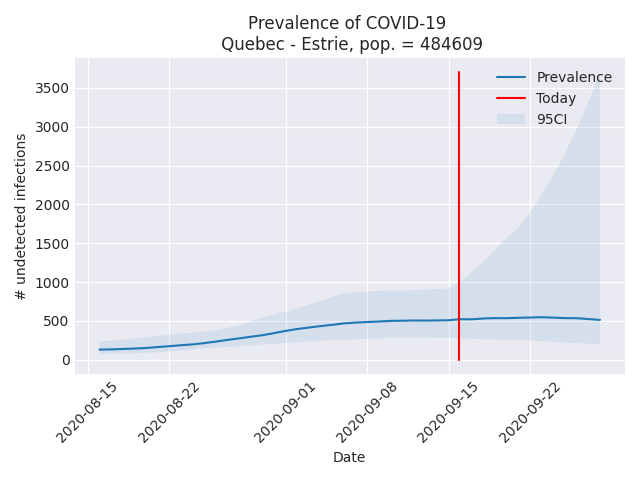 Prevalence of COVID-19
Quebec - Estrie, pop. = 484609
Prevalence
Today
95CI
# undetected infections
3500
3000
2500
2000
1500
1000
500
0
2020-08-15
2020-08-22
2020-09-01
2020-09-08
2020-09-15
2020-09-22
Date